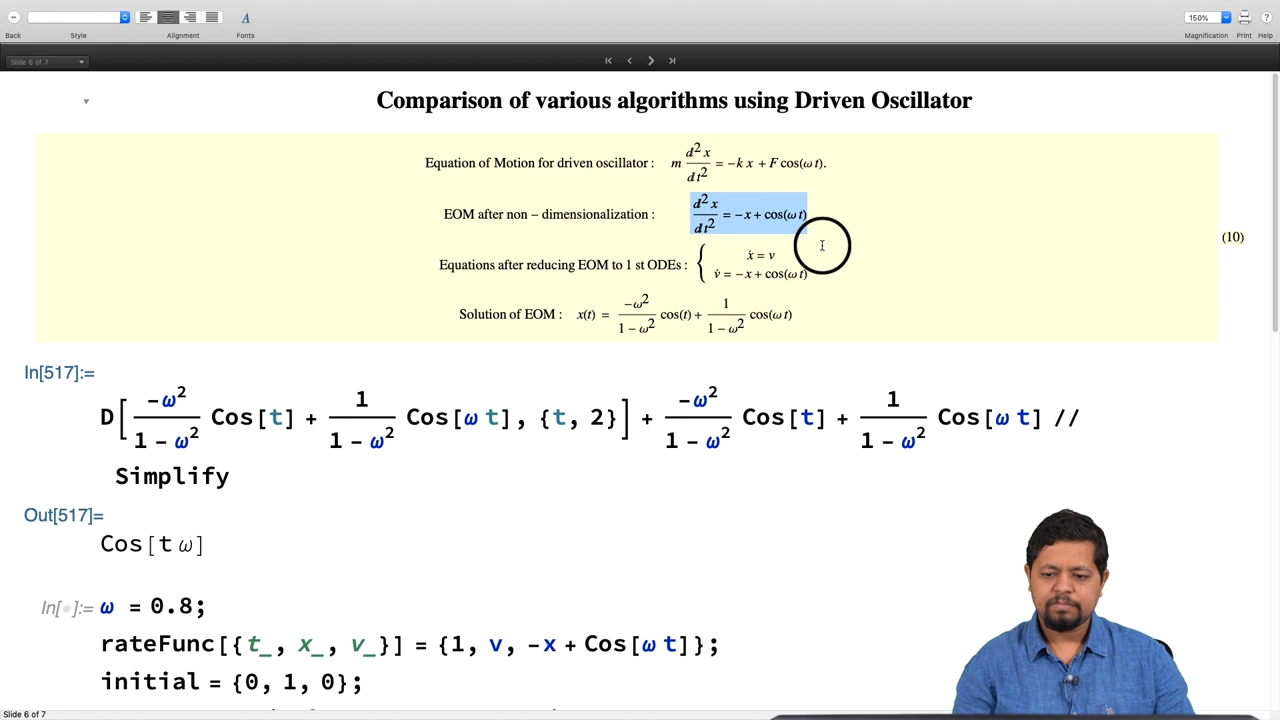 150%
Back Style Alignment Fonts Magnification Print Help
Slide 6 of 7
Comparison of various algorithms using Driven Oscillator
Equation of Motion for driven oscillator : m d²x/dt² = −k x + F cos(ω t).
EOM after non − dimensionalization : d²x/dt² = −x + cos(ω t)
(10)
Equations after reducing EOM to 1 st ODEs : { ẋ = v
v̇ = −x + cos(ω t)
Solution of EOM : x(t) = −ω²/(1 − ω²) cos(t) + 1/(1 − ω²) cos(ω t)
In[517]:=
D[−ω²/(1 − ω²) Cos[t] + 1/(1 − ω²) Cos[ω t], {t, 2}] + −ω²/(1 − ω²) Cos[t] + 1/(1 − ω²) Cos[ω t] //
Simplify
Out[517]=
Cos[t ω]
In[•]:= ω = 0.8;
rateFunc[{t_, x_, v_}] = {1, v, -x + Cos[ω t]};
initial = {0, 1, 0};
Slide 6 of 7